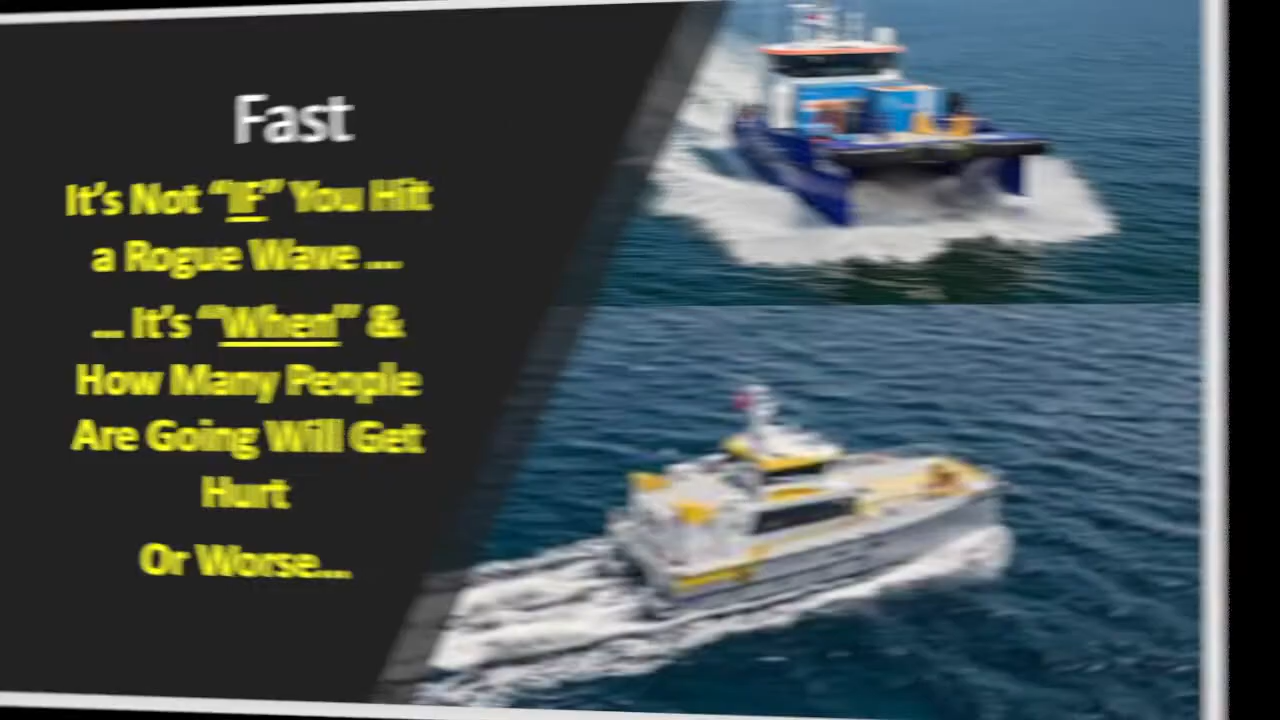 Fast
It's Not “IF” You Hit
a Rogue Wave ...
... It's “When” &
How Many People
Are Going Will Get
Hurt
Or Worse...